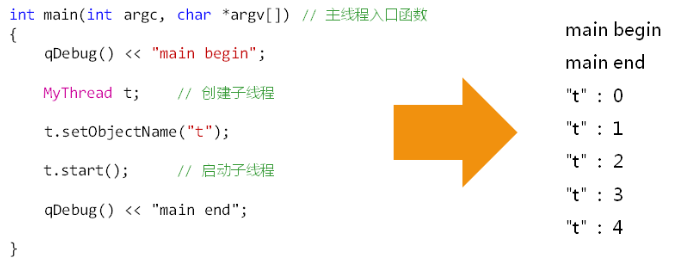 int main(int argc, char *argv[]) // 主线程入口函数
{
qDebug() << "main begin";
MyThread t; // 创建子线程
t.setObjectName("t");
t.start(); // 启动子线程
qDebug() << "main end";
}
main begin
main end
"t" : 0
"t" : 1
"t" : 2
"t" : 3
"t" : 4